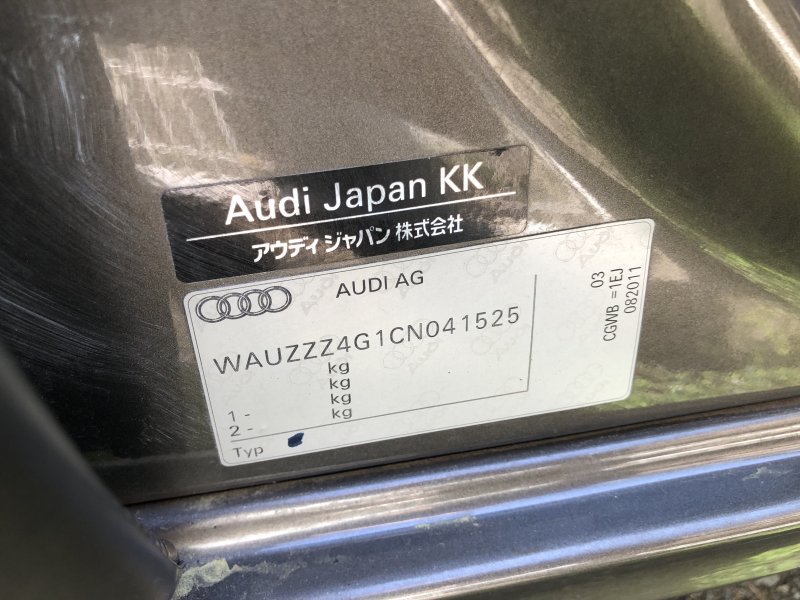 Audi Japan KK
アウディ ジャパン 株式会社
AUDI AG
WAUZZZ4G1CN041525
kg
kg
1 - kg
2 - kg
Typ
03
CGWB =1EJ
082011